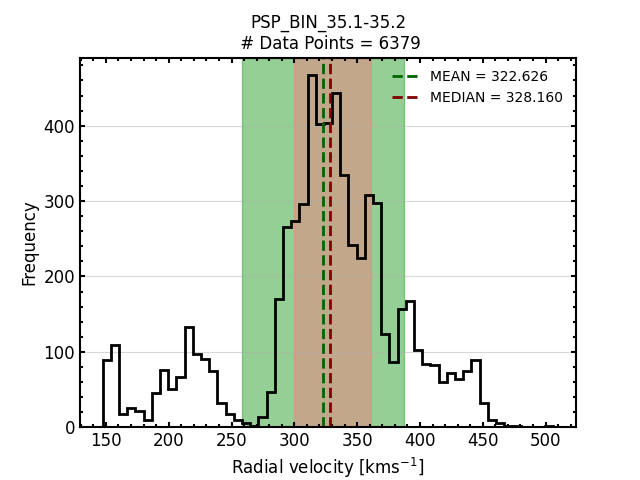 PSP_BIN_35.1-35.2
# Data Points = 6379
MEAN = 322.626
MEDIAN = 328.160
Frequency
400
300
200
100
0
150 200 250 300 350 400 450 500
Radial velocity [kms⁻¹]